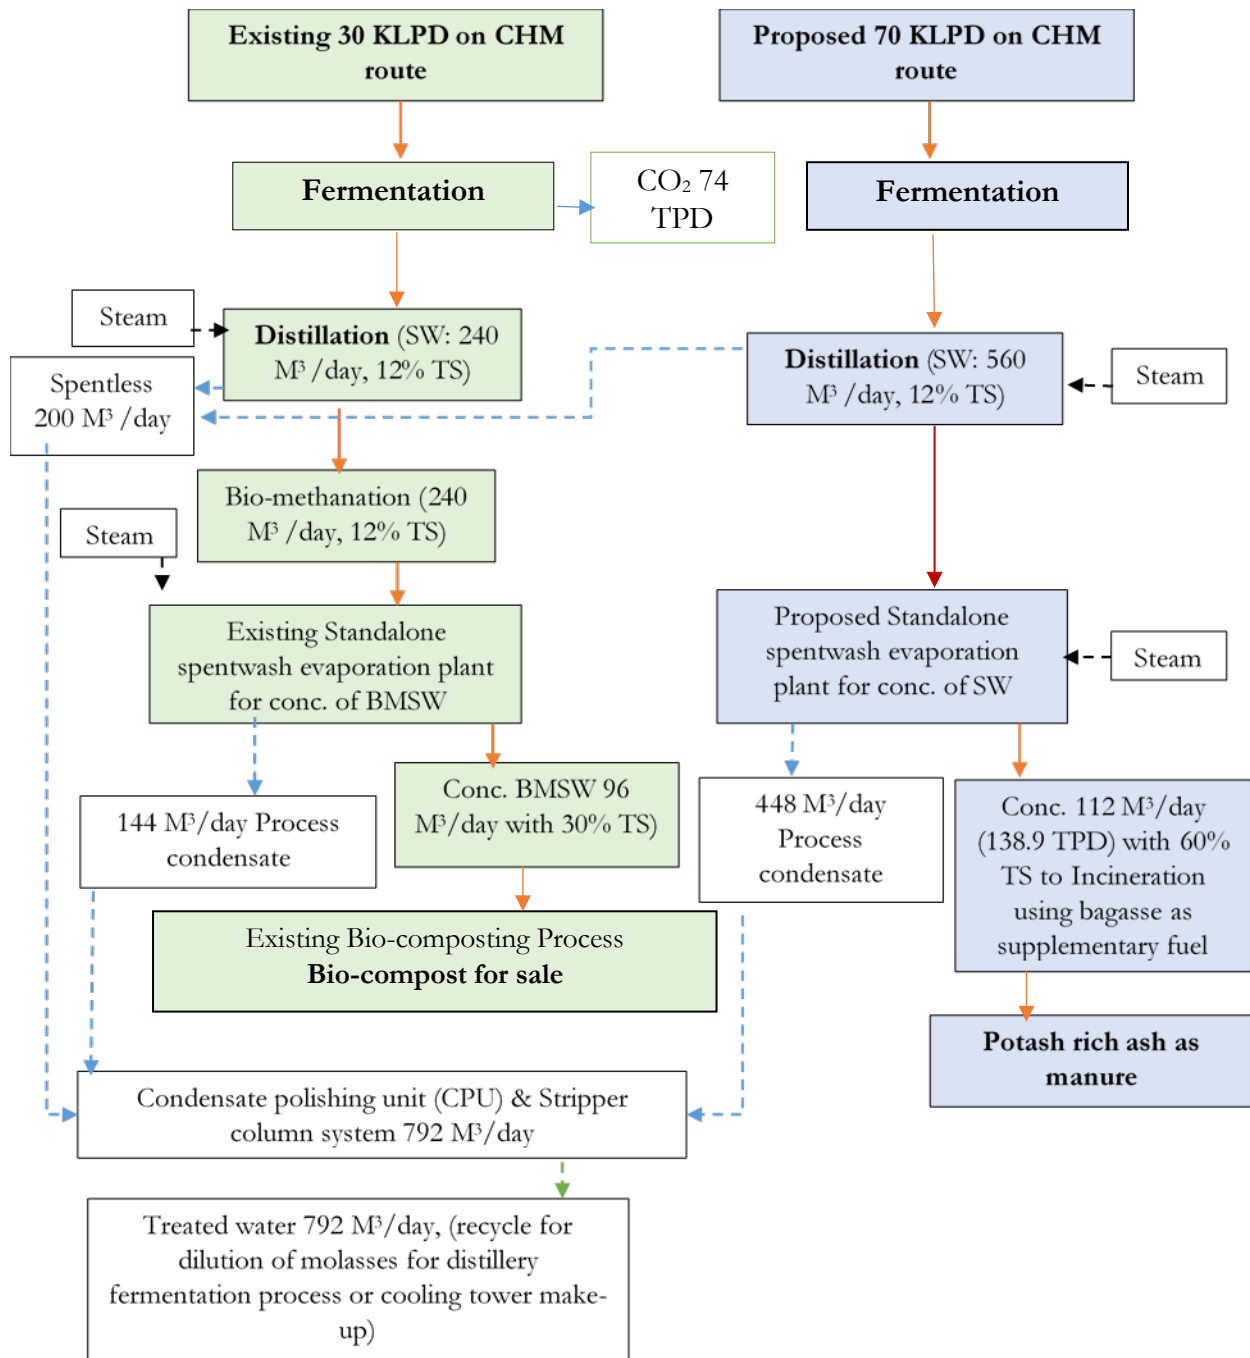 Existing 30 KLPD on CHM
route
Proposed 70 KLPD on CHM
route
Fermentation
CO₂ 74
TPD
Fermentation
Steam
Distillation (SW: 240
M³ /day, 12% TS)
Spentless
200 M³ /day
Distillation (SW: 560
M³ /day, 12% TS)
Steam
Bio-methanation (240
M³ /day, 12% TS)
Steam
Existing Standalone
spentwash evaporation plant
for conc. of BMSW
Proposed Standalone
spentwash evaporation
plant for conc. of SW
Steam
144 M³/day Process
condensate
Conc. BMSW 96
M³/day with 30% TS)
448 M³/day
Process
condensate
Conc. 112 M³/day
(138.9 TPD) with 60%
TS to Incineration
using bagasse as
supplementary fuel
Existing Bio-composting Process
Bio-compost for sale
Potash rich ash as
manure
Condensate polishing unit (CPU) & Stripper
column system 792 M³/day
Treated water 792 M³/day, (recycle for
dilution of molasses for distillery
fermentation process or cooling tower make-
up)